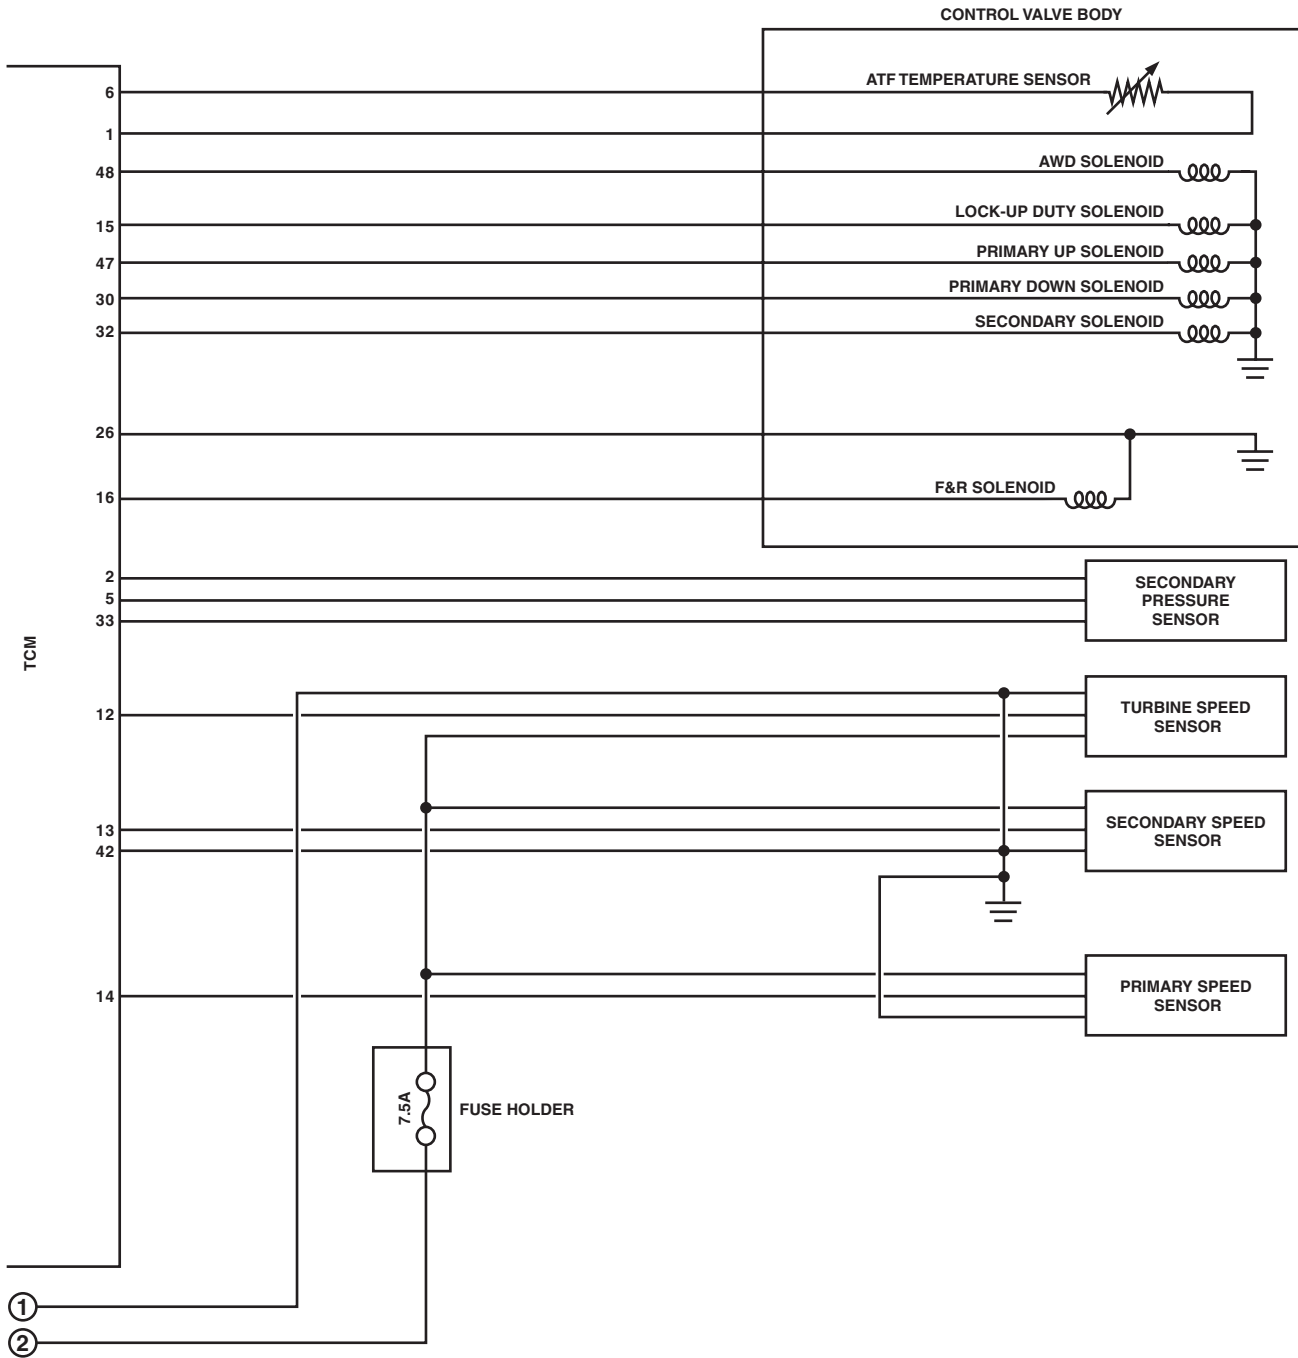 CONTROL VALVE BODY
6
ATF TEMPERATURE SENSOR
1
48
AWD SOLENOID
15
LOCK-UP DUTY SOLENOID
47
PRIMARY UP SOLENOID
30
PRIMARY DOWN SOLENOID
32
SECONDARY SOLENOID
26
16
F&R SOLENOID
2
5
33
SECONDARY
PRESSURE
SENSOR
TCM
12
TURBINE SPEED
SENSOR
13
42
SECONDARY SPEED
SENSOR
14
PRIMARY SPEED
SENSOR
7.5A
FUSE HOLDER
1
2